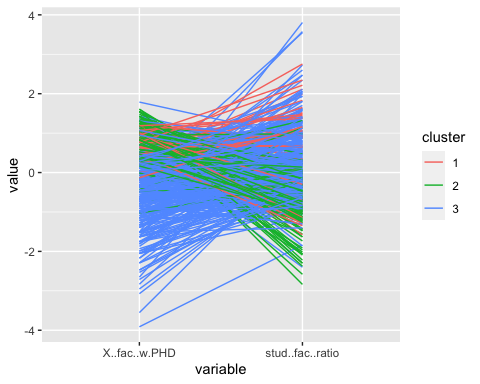 4
2
0
-2
-4
value
X..fac..w.PHD
stud..fac..ratio
variable
cluster
1
2
3